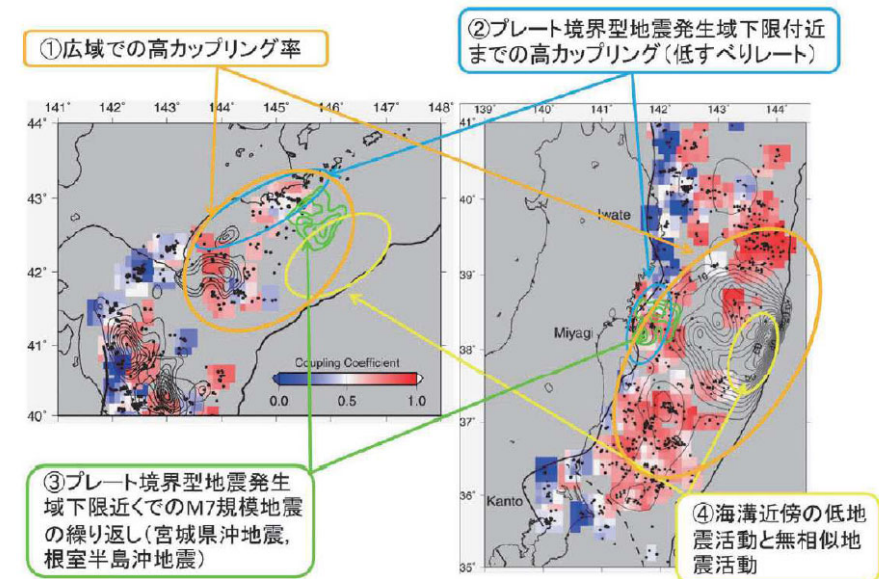 ①広域での高カップリング率
②プレート境界型地震発生域下限付近
までの高カップリング(低すべりレート)
141˚ 142˚ 143˚ 144˚ 145˚ 146˚ 147˚ 148˚
44˚
43˚
42˚
41˚
40˚
Coupling Coefficient
0.0 0.5 1.0
139˚ 140˚ 141˚ 142˚ 143˚ 144˚
41˚
40˚
39˚
38˚
37˚
36˚
35˚
Iwate
Miyagi
Kanto
10
③プレート境界型地震発生
域下限近くでのM7規模地震
の繰り返し(宮城県沖地震,
根室半島沖地震)
④海溝近傍の低地
震活動と無相似地
震活動